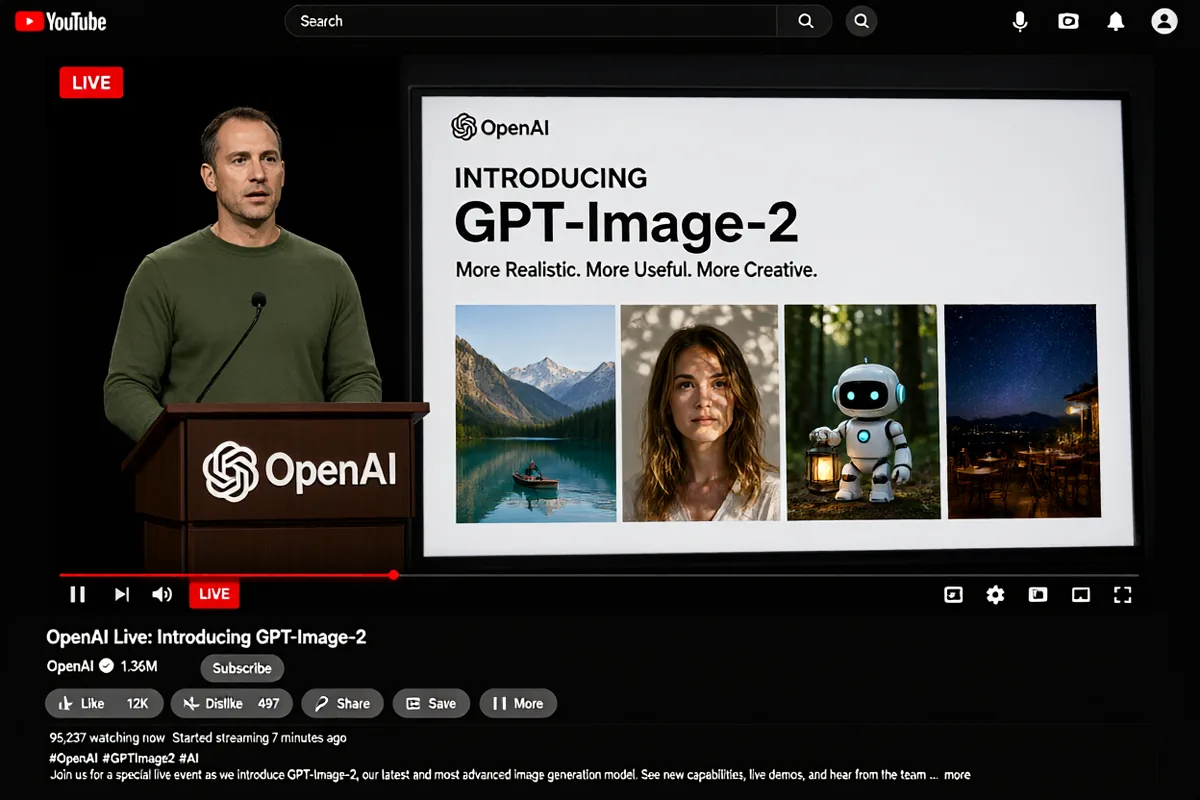 YouTube
Search
LIVE
OpenAI
INTRODUCING
GPT-Image-2
More Realistic. More Useful. More Creative.
OpenAI
LIVE
OpenAI Live: Introducing GPT-Image-2
OpenAI 1.36M
Subscribe
Like 12K Dislike 497 Share Save More
95,237 watching now Started streaming 7 minutes ago
#OpenAI #GPTImage2 #AI
Join us for a special live event as we introduce GPT-Image-2, our latest and most advanced image generation model. See new capabilities, live demos, and hear from the team ... more